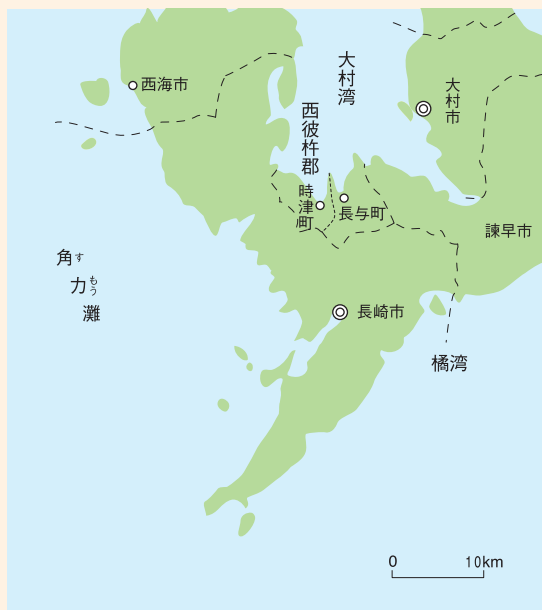 大村湾
西海市
大村市
西彼杵郡
時津町
長与町
諫早市
角す
力もう
灘
長崎市
橘湾
0 10km